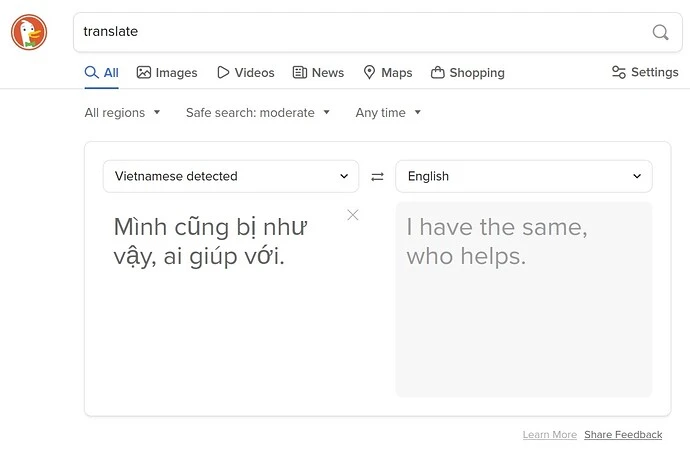 translate
All Images Videos News Maps Shopping Settings
All regions Safe search: moderate Any time
Vietnamese detected English
Mình cũng bị như
vậy, ai giúp với.
I have the same,
who helps.
Learn More Share Feedback